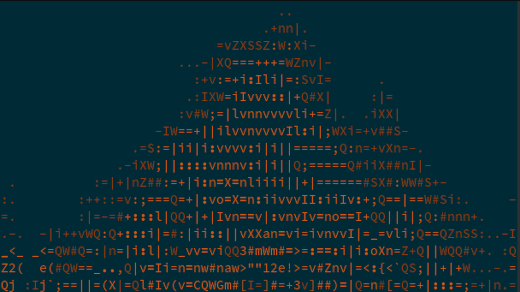 ..
.+nn|.
=vZXSSZ:W:Xi-
...-|XQ===+++=WZnv|-
:+v:=+i:Ili|=:SvI=      .
.:IXW=iIvvv::|+Q#X|     :|=
:v#W;=|lvnnvvvvli+=Z|.  .iXX|
-IW==+||ilvvnvvvvIl:i|;WXi=+v##S-
.=S:=|ii|i:vvvv:i|i||=====;Q:n=+vXn=-.
.-iXW;||::::vnnnv:i||Q;=====Q#iiX##nI|-
.         :=|+|nZ##:=+|i:n=X=nliiii||+|======#SX#:WW#S+-
:.        :++::=v:;===Q=+|:vo=X=n:iivvvII:iiIv:+;Q==|==W#Si:.      -
=.        :|=-=#+:::l|QQ+|+|Ivn==v|:vnvIv=no==I+QQ||i|;Q:#nnn+.
.-.  -|i++vWQ:Q+:::i|=#:|ii::||vXXan=vi=ivnvvI|=_=vli;Q==QZnSS:..-I-
_<_ _<=QW#Q=:|n=|i:l|:W_vv=viQQ3#mWm#=>=:==:i|i:oXn=Z+Q||WQQ#v+. :Q
Z2( e(#QW==_..,Q|v=Ii=n=nw#naw>""12e!>=v#Znv|=<:{<`QS;||+|+W...-=.
Qj :Ij`;==||=(X|=Ql#Iv(v=CQWGm#[I=]#=+3v]##)=|Q=n#[=Q=+|:::=;=+|n.=